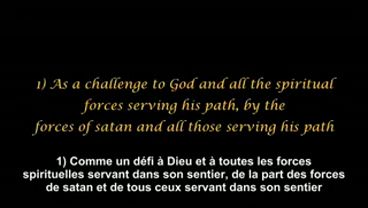 1) As a challenge to God and all the spiritual
forces serving his path, by the
forces of satan and all those serving his path
1) Comme un défi à Dieu et à toutes les forces
spirituelles servant dans son sentier, de la part des forces
de satan et de tous ceux servant dans son sentier